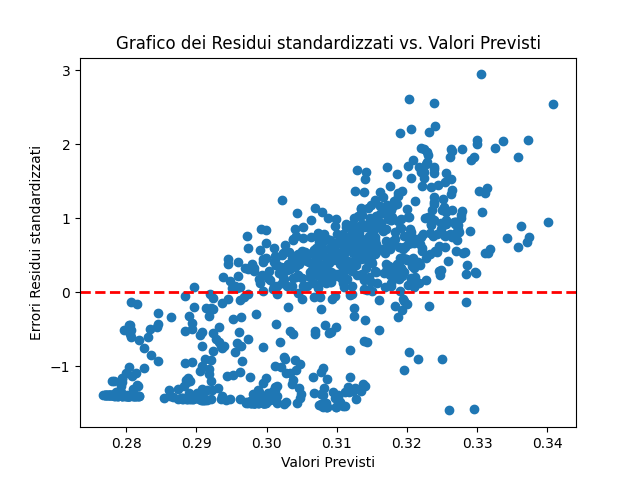 Grafico dei Residui standardizzati vs. Valori Previsti
Errori Residui standardizzati
3
2
1
0
−1
0.28 0.29 0.30 0.31 0.32 0.33 0.34
Valori Previsti